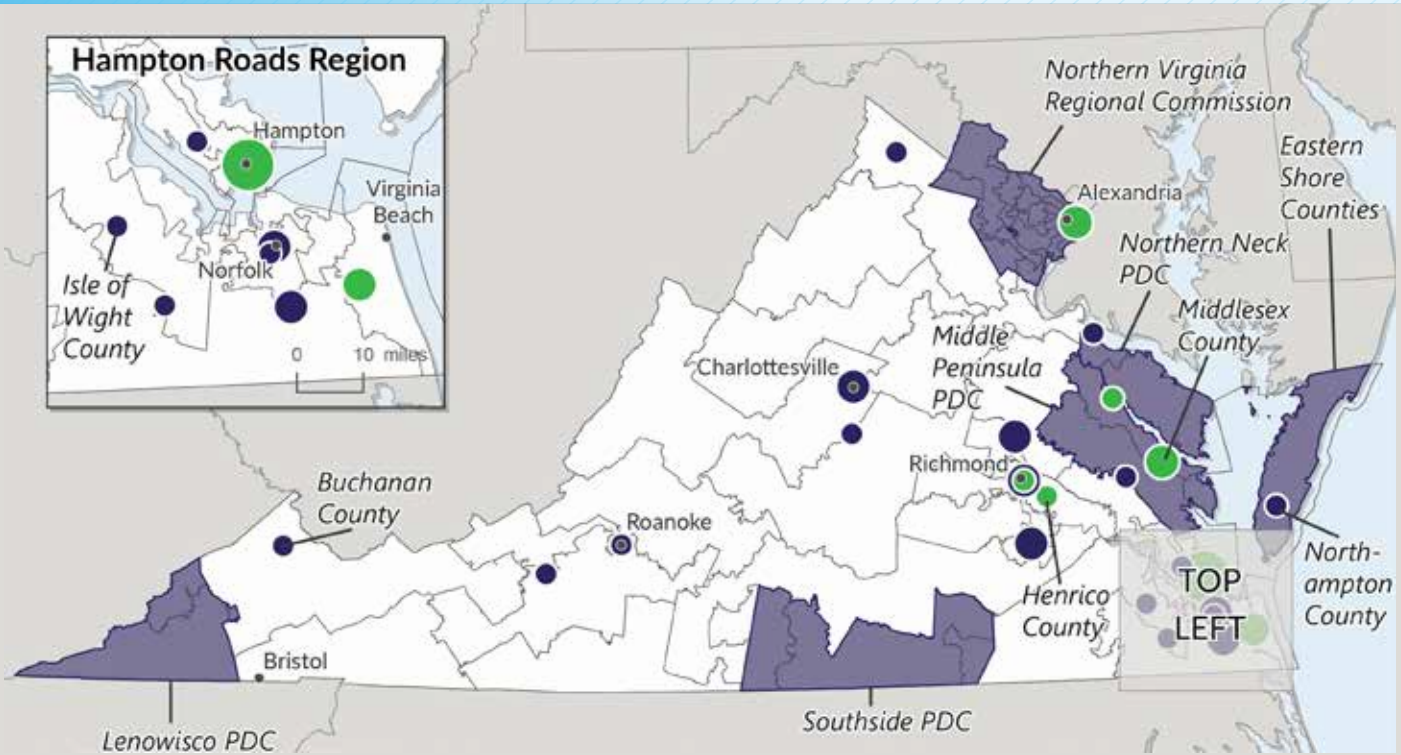 Hampton Roads Region
Hampton
Virginia
Beach
Norfolk
Isle of
Wight
County
0 10 miles
Northern Virginia
Regional Commission
Eastern
Shore
Counties
Alexandria
Northern Neck
PDC
Middlesex
County
Middle
Peninsula
PDC
Charlottesville
Richmond
Buchanan
County
Roanoke
North-
ampton
County
TOP
LEFT
Henrico
County
Bristol
Southside PDC
Lenowisco PDC